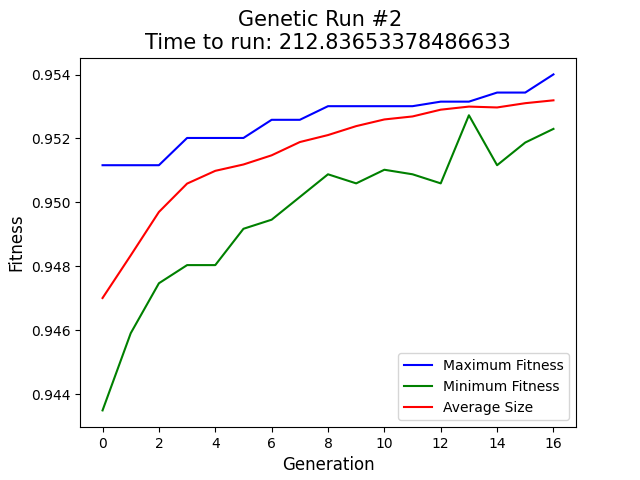 Genetic Run #2
Time to run: 212.83653378486633
0.954
0.952
0.950
0.948
0.946
0.944
Fitness
Maximum Fitness
Minimum Fitness
Average Size
0 2 4 6 8 10 12 14 16
Generation